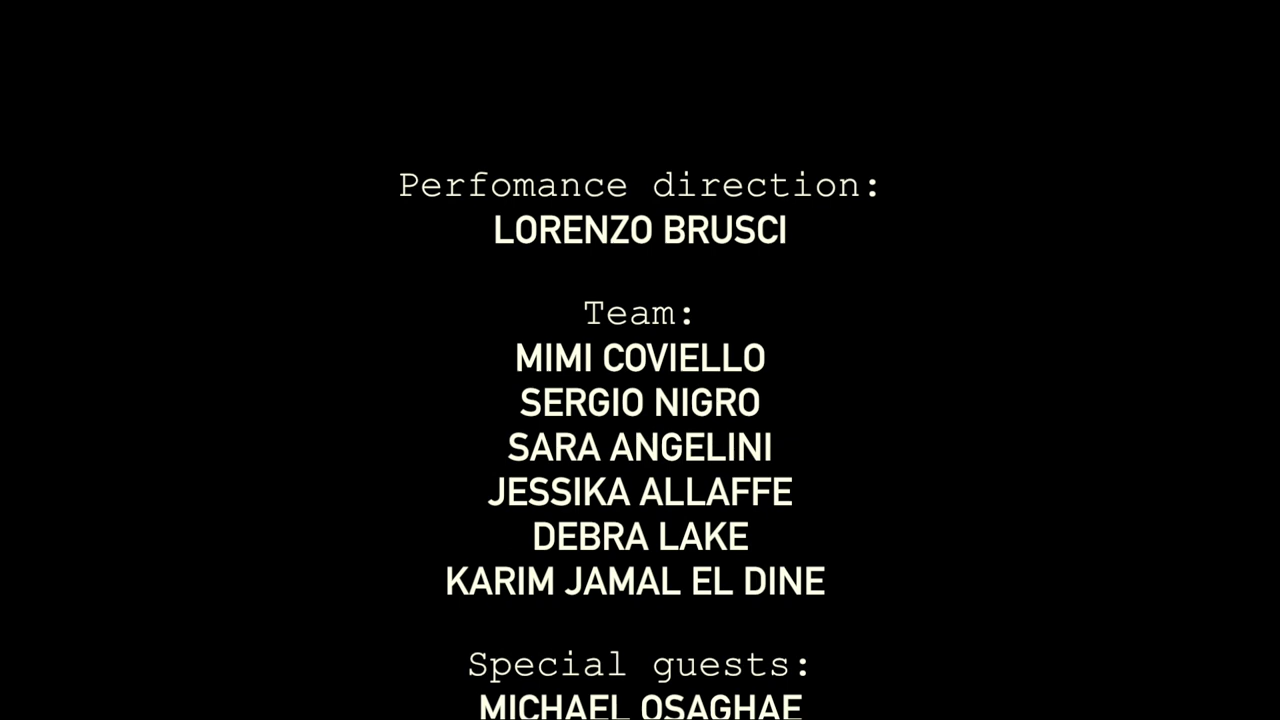 Perfomance direction:
LORENZO BRUSCI
Team:
MIMI COVIELLO
SERGIO NIGRO
SARA ANGELINI
JESSIKA ALLAFFE
DEBRA LAKE
KARIM JAMAL EL DINE
Special guests:
MICHAEL OSAGHAE